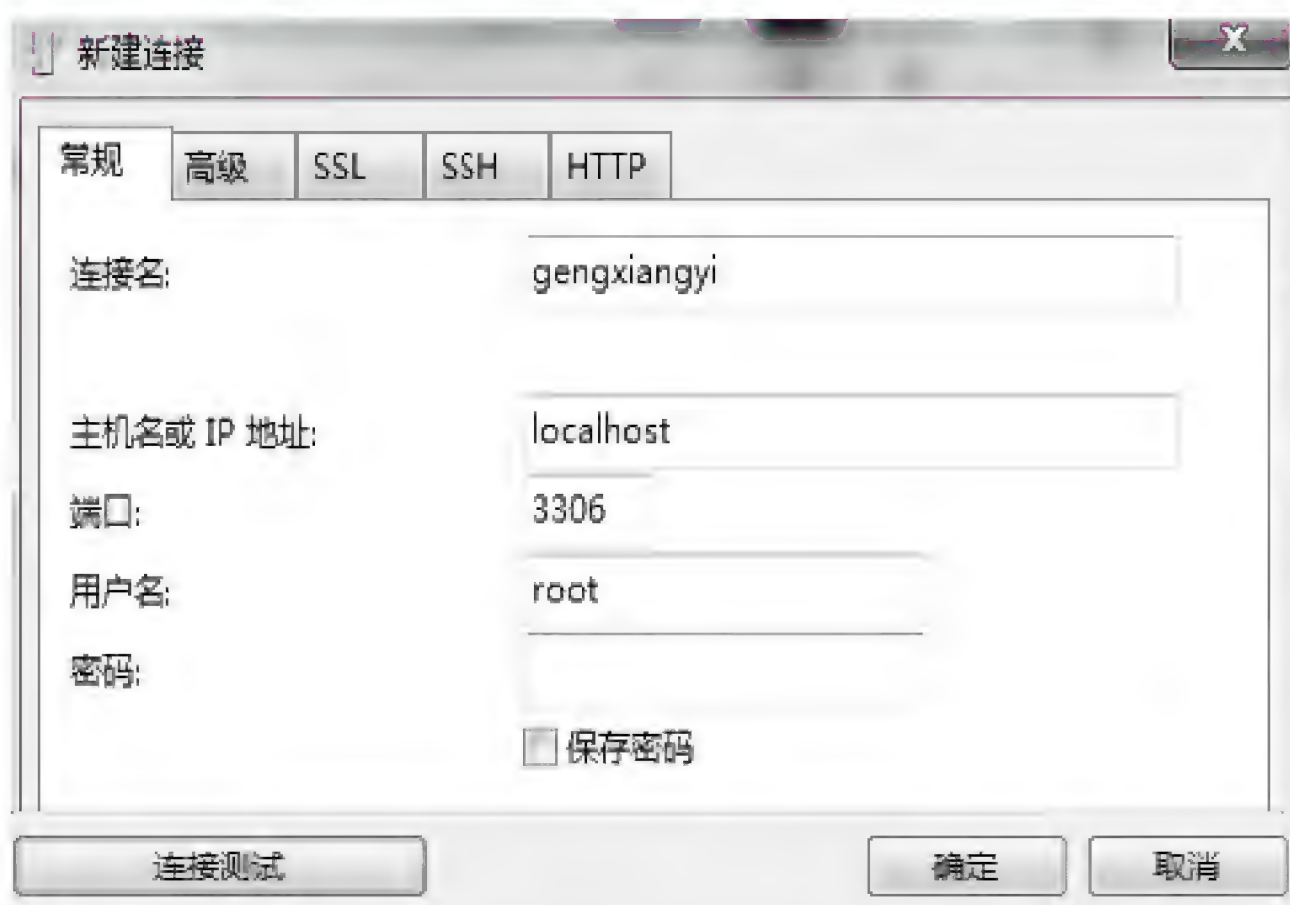 新建连接
常规 高级 SSL SSH HTTP
连接名: gengxiangyi
主机名或 IP 地址: localhost
端口: 3306
用户名: root
密码:
保存密码
连接测试 确定 取消